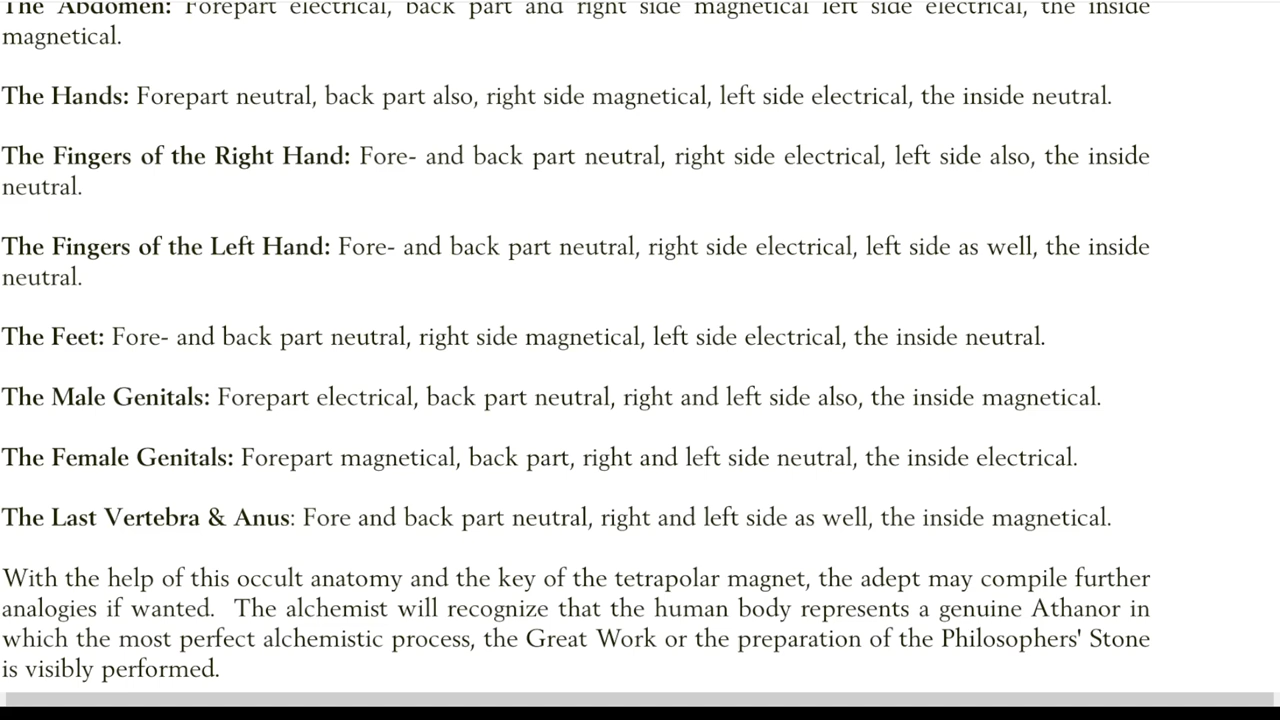 The Abdomen: Forepart electrical, back part and right side magnetical left side electrical, the inside
magnetical.
The Hands: Forepart neutral, back part also, right side magnetical, left side electrical, the inside neutral.
The Fingers of the Right Hand: Fore- and back part neutral, right side electrical, left side also, the inside
neutral.
The Fingers of the Left Hand: Fore- and back part neutral, right side electrical, left side as well, the inside
neutral.
The Feet: Fore- and back part neutral, right side magnetical, left side electrical, the inside neutral.
The Male Genitals: Forepart electrical, back part neutral, right and left side also, the inside magnetical.
The Female Genitals: Forepart magnetical, back part, right and left side neutral, the inside electrical.
The Last Vertebra & Anus: Fore and back part neutral, right and left side as well, the inside magnetical.
With the help of this occult anatomy and the key of the tetrapolar magnet, the adept may compile further
analogies if wanted. The alchemist will recognize that the human body represents a genuine Athanor in
which the most perfect alchemistic process, the Great Work or the preparation of the Philosophers' Stone
is visibly performed.